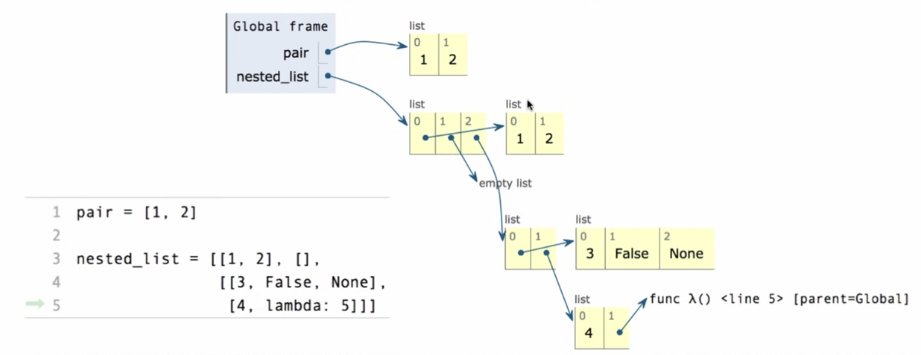 Global frame
pair
nested_list
list
0 1
1 2
list
0 1 2
list
0 1
1 2
empty list
list
0 1
list
0 1 2
3 False None
list
0 1
4
func λ() <line 5> [parent=Global]
1 pair = [1, 2]
2
3 nested_list = [[1, 2], [],
4 [[3, False, None],
5 [4, lambda: 5]]]